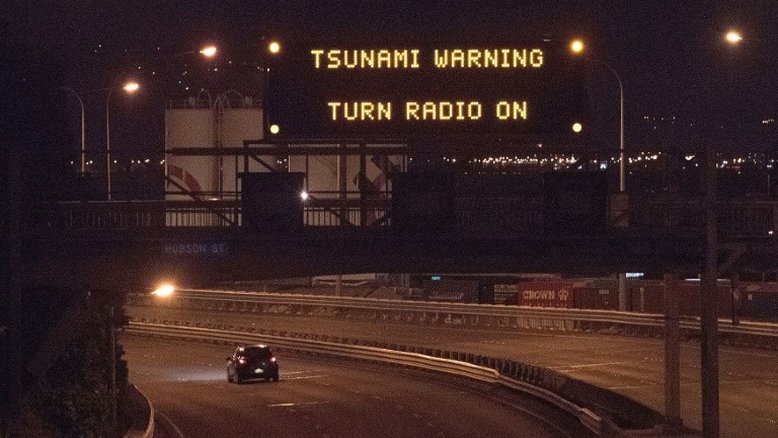 TSUNAMI WARNING
TURN RADIO ON
HOBSON ST
CROWN